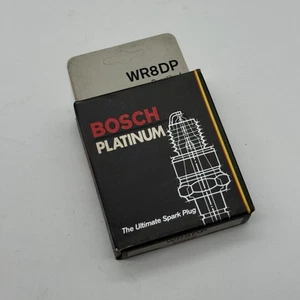 WR8DP
BOSCH
PLATINUM
The Ultimate Spark Plug